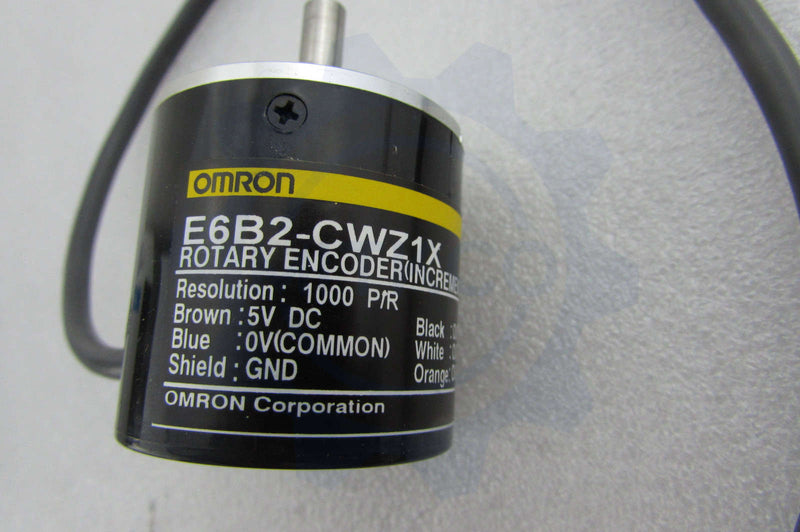 OMRON
E6B2-CWZ1X
ROTARY ENCODER(INCREME
Resolution: 1000 P/R
Brown :5V DC
Blue :0V(COMMON)
Shield : GND
Black :
White :
Orange:
OMRON Corporation